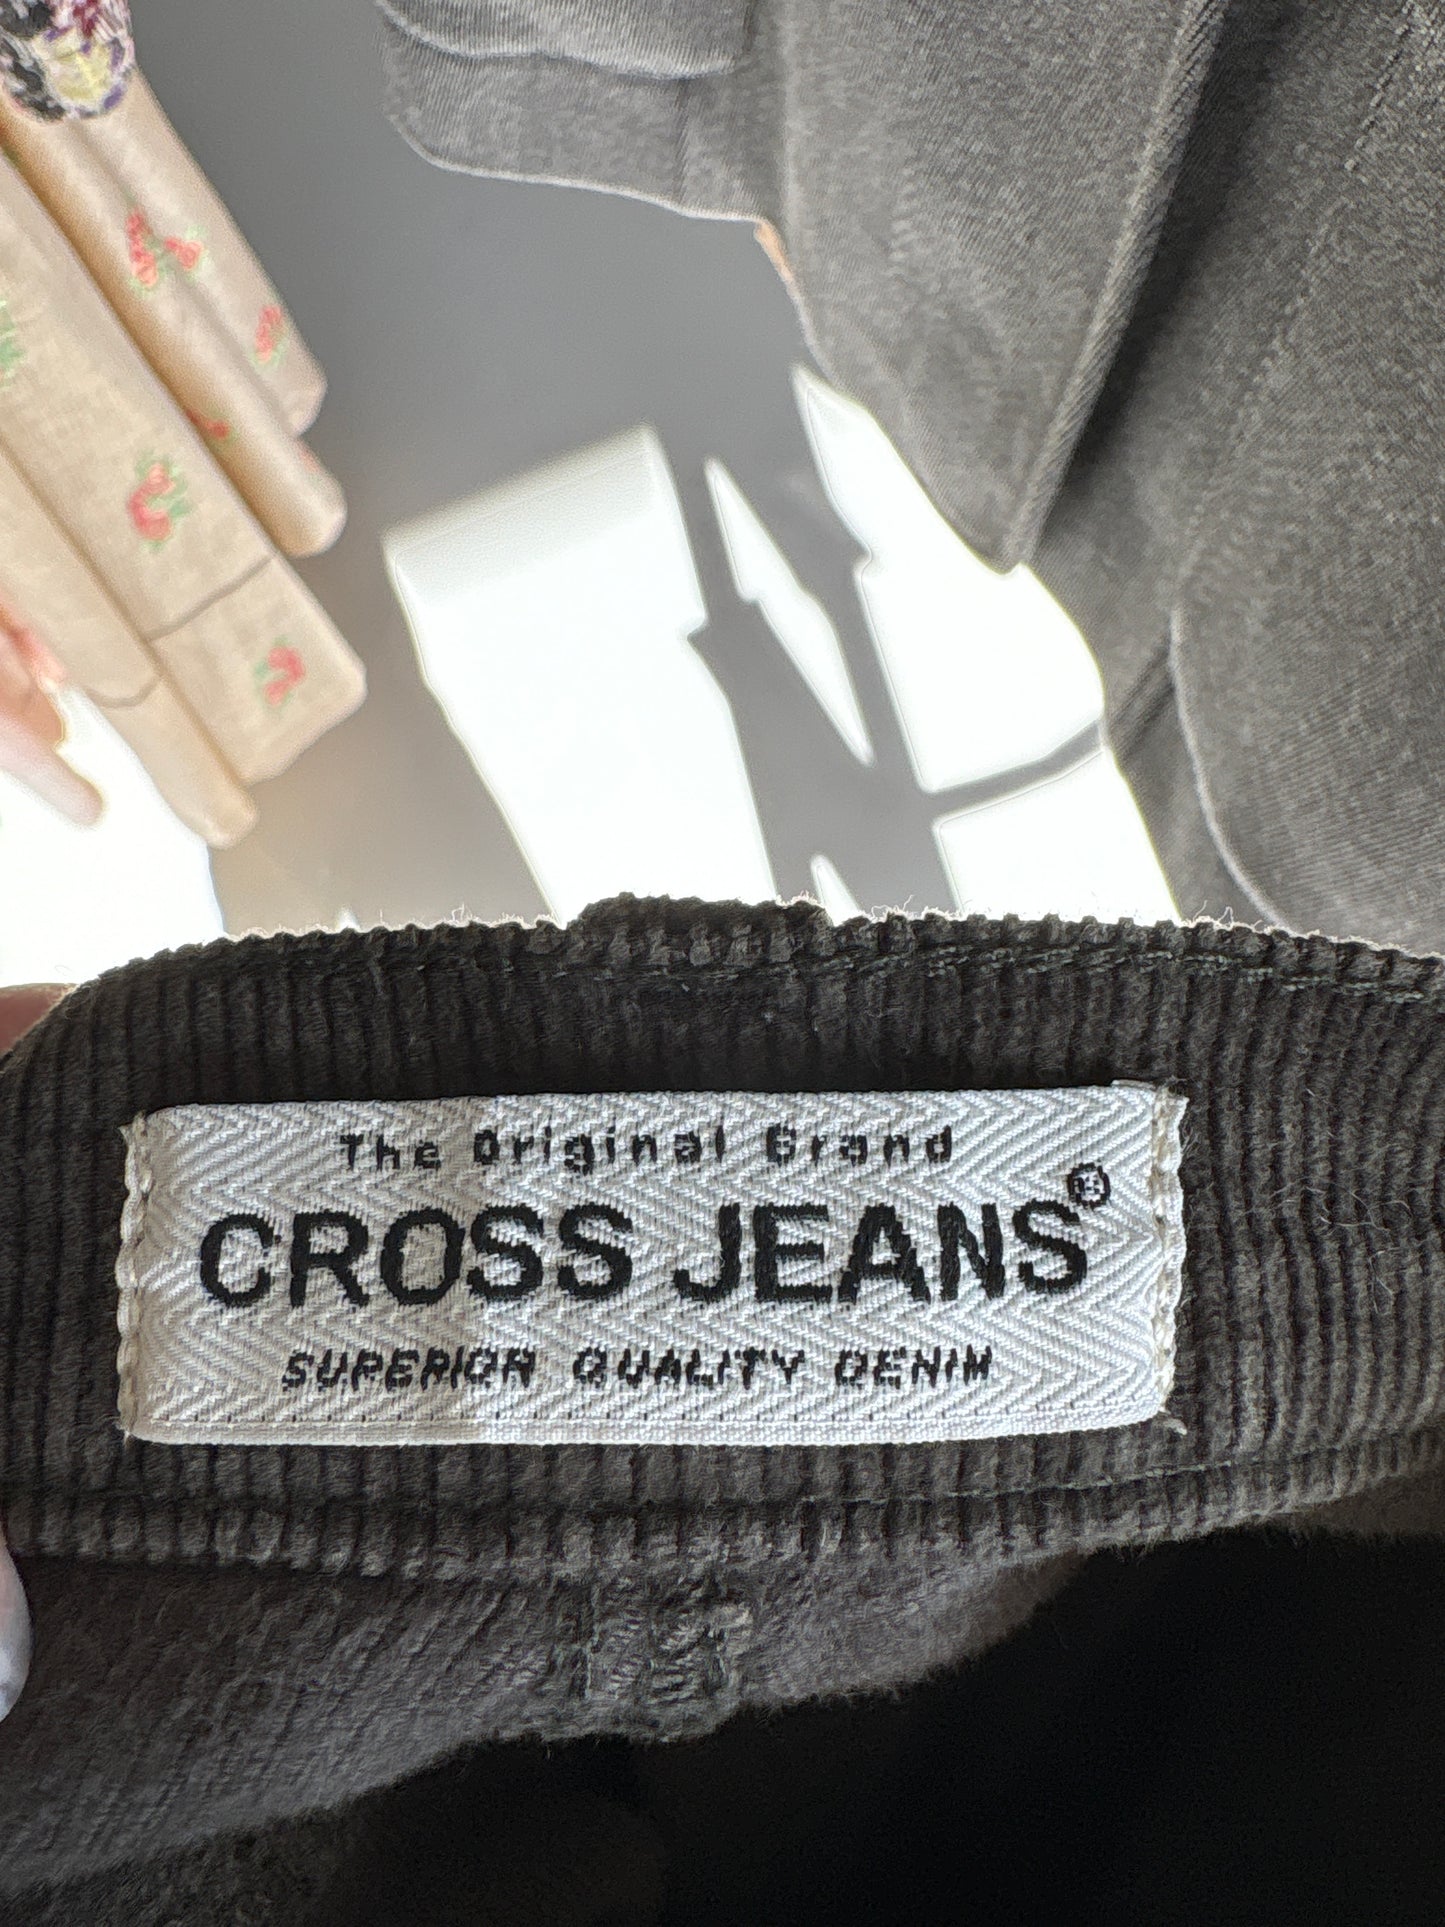 The Original Brand
CROSS JEANS®
SUPERIOR QUALITY DENIM